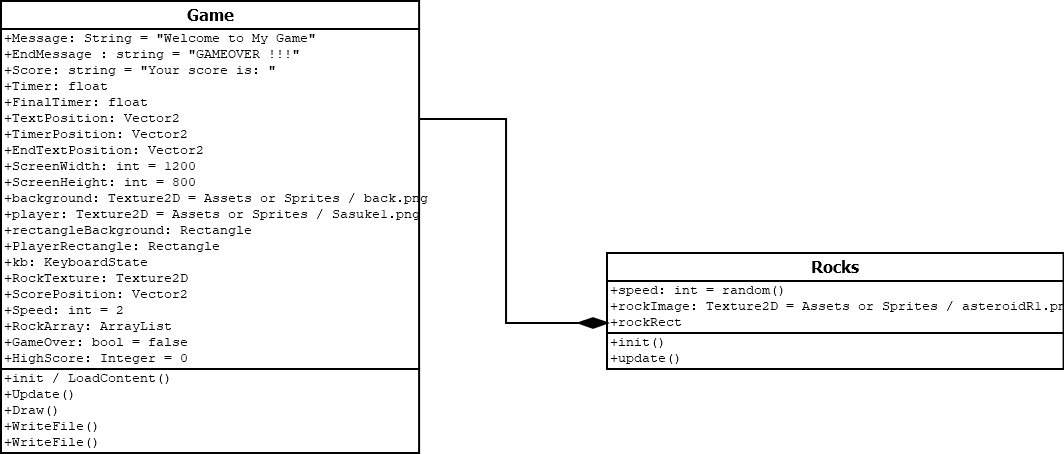 Game
+Message: String = "Welcome to My Game"
+EndMessage : string = "GAMEOVER !!!"
+Score: string = "Your score is: "
+Timer: float
+FinalTimer: float
+TextPosition: Vector2
+TimerPosition: Vector2
+EndTextPosition: Vector2
+ScreenWidth: int = 1200
+ScreenHeight: int = 800
+background: Texture2D = Assets or Sprites / back.png
+player: Texture2D = Assets or Sprites / Sasuke1.png
+rectangleBackground: Rectangle
+PlayerRectangle: Rectangle
+kb: KeyboardState
+RockTexture: Texture2D
+ScorePosition: Vector2
+Speed: int = 2
+RockArray: ArrayList
+GameOver: bool = false
+HighScore: Integer = 0
+init / LoadContent()
+Update()
+Draw()
+WriteFile()
+WriteFile()
Rocks
+speed: int = random()
+rockImage: Texture2D = Assets or Sprites / asteroidR1.pn
+rockRect
+init()
+update()